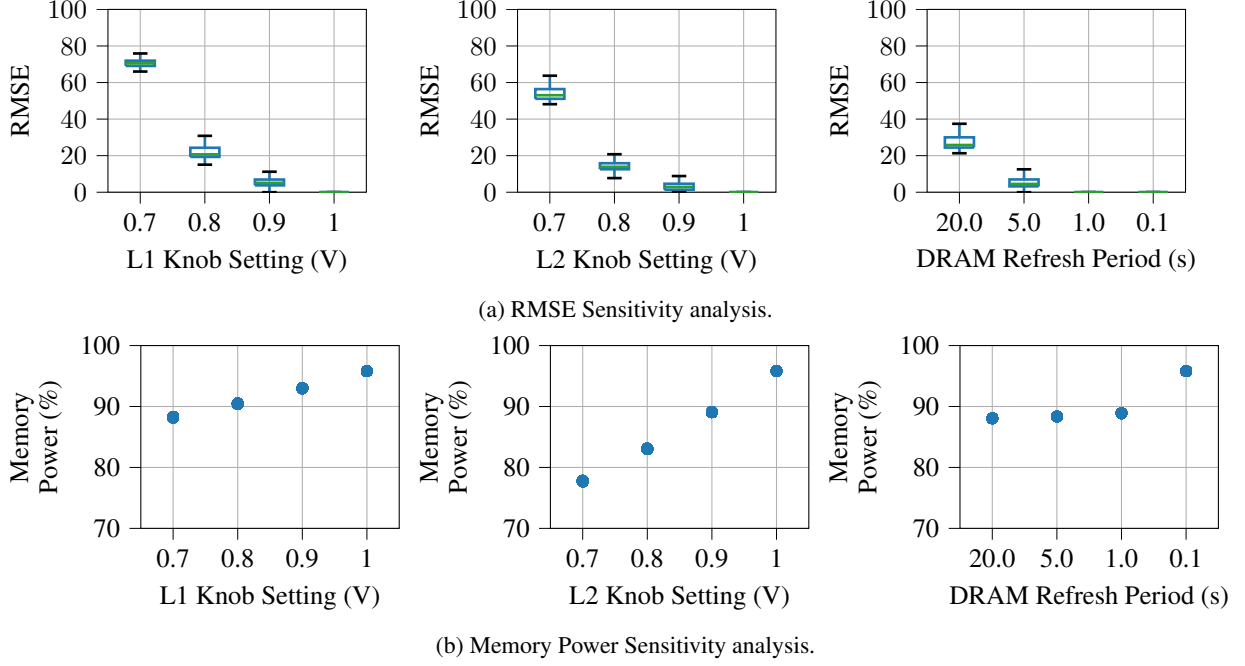 RMSE
100
80
60
40
20
0
0.7 0.8 0.9 1
L1 Knob Setting (V)
RMSE
100
80
60
40
20
0
0.7 0.8 0.9 1
L2 Knob Setting (V)
RMSE
100
80
60
40
20
0
20.0 5.0 1.0 0.1
DRAM Refresh Period (s)
(a) RMSE Sensitivity analysis.
Memory
Power (%)
100
90
80
70
0.7 0.8 0.9 1
L1 Knob Setting (V)
Memory
Power (%)
100
90
80
70
0.7 0.8 0.9 1
L2 Knob Setting (V)
Memory
Power (%)
100
90
80
70
20.0 5.0 1.0 0.1
DRAM Refresh Period (s)
(b) Memory Power Sensitivity analysis.